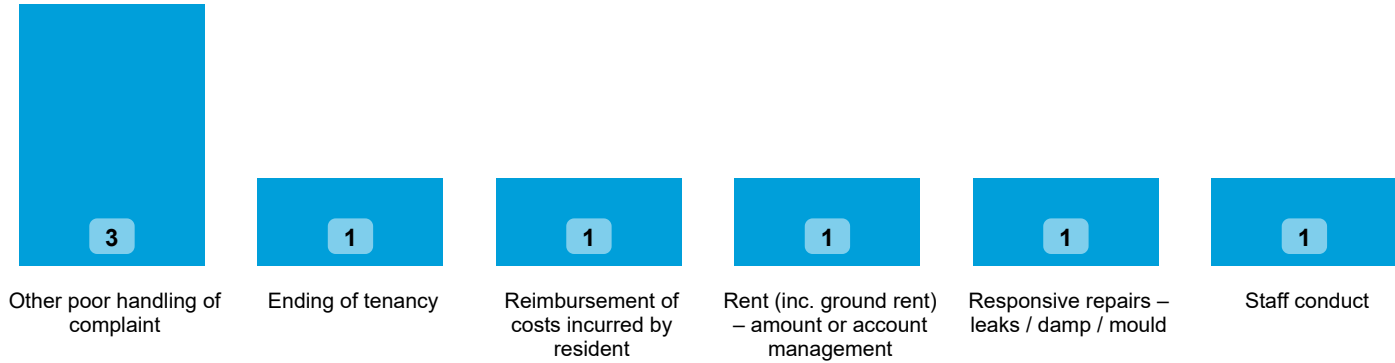 3
1
1
1
1
1
Other poor handling of
complaint
Ending of tenancy
Reimbursement of
costs incurred by
resident
Rent (inc. ground rent)
– amount or account
management
Responsive repairs –
leaks / damp / mould
Staff conduct